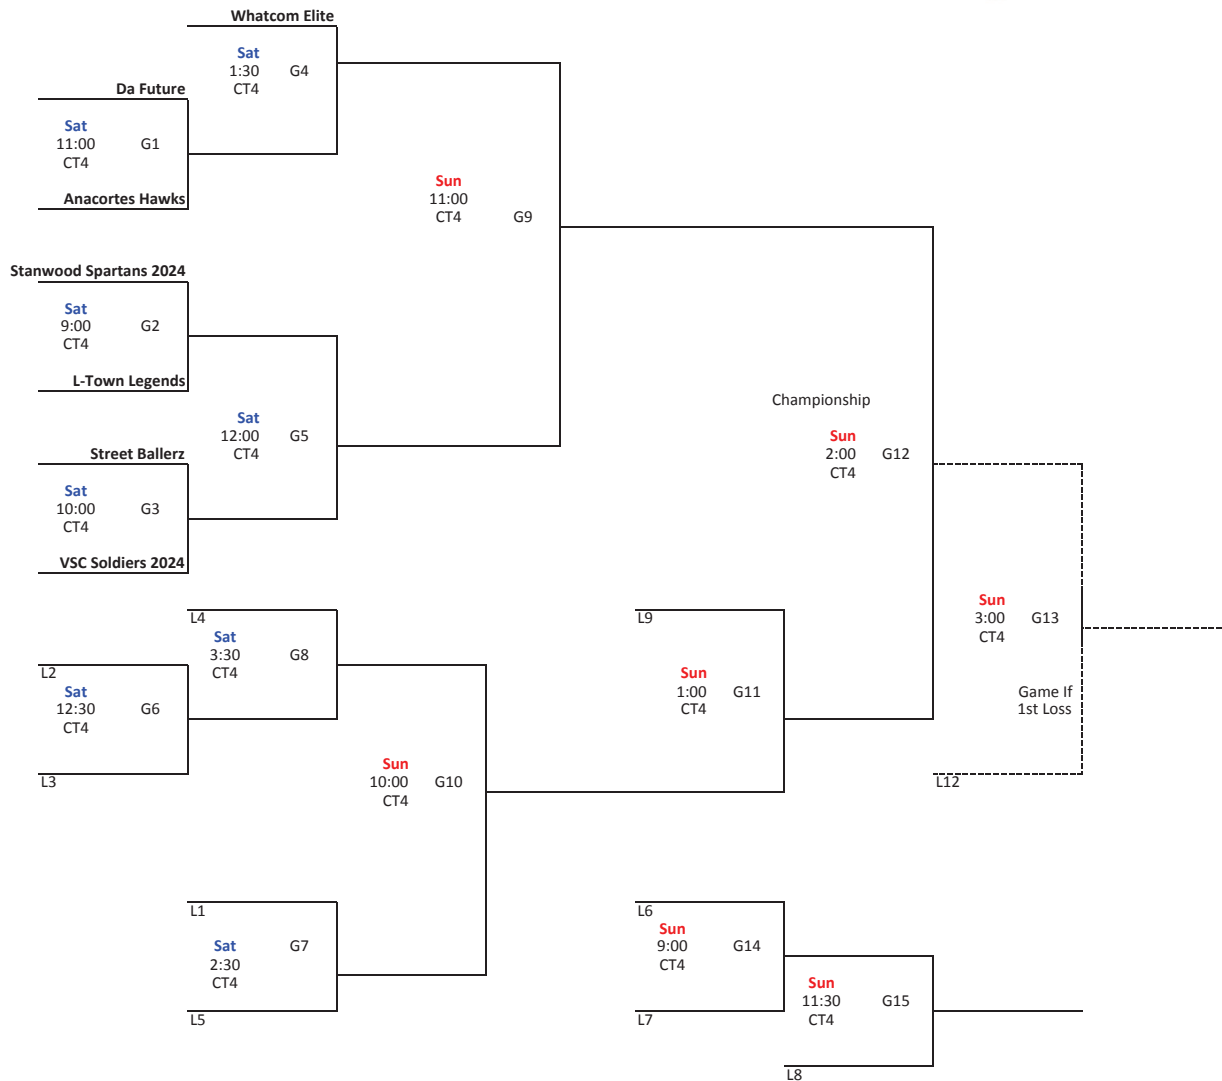 Whatcom Elite
Sat
1:30 G4
CT4
Da Future
Sat
11:00 G1
CT4
Anacortes Hawks
Sun
11:00
CT4 G9
Stanwood Spartans 2024
Sat
9:00 G2
CT4
L-Town Legends
Sat
12:00 G5
CT4
Street Ballerz
Sat
10:00 G3
CT4
VSC Soldiers 2024
Championship
Sun
2:00 G12
CT4
L4
Sat
3:30 G8
CT4
L2
Sat
12:30 G6
CT4
L3
L9
Sun
1:00 G11
CT4
Sun
3:00 G13
CT4
Game If
1st Loss
L12
Sun
10:00 G10
CT4
L1
Sat G7
2:30
CT4
L5
L6
Sun
9:00 G14
CT4
L7
Sun
11:30 G15
CT4
L8